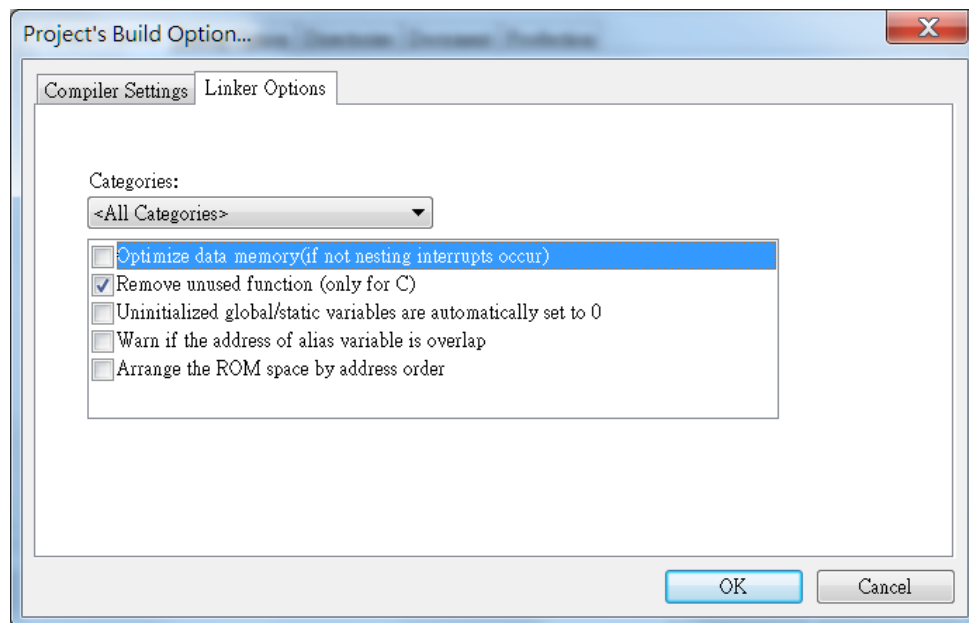 Project's Build Option...
Compiler Settings
Linker Options
Categories:
<All Categories>
Optimize data memory(if not nesting interrupts occur)
Remove unused function (only for C)
Uninitialized global/static variables are automatically set to 0
Warn if the address of alias variable is overlap
Arrange the ROM space by address order
OK
Cancel